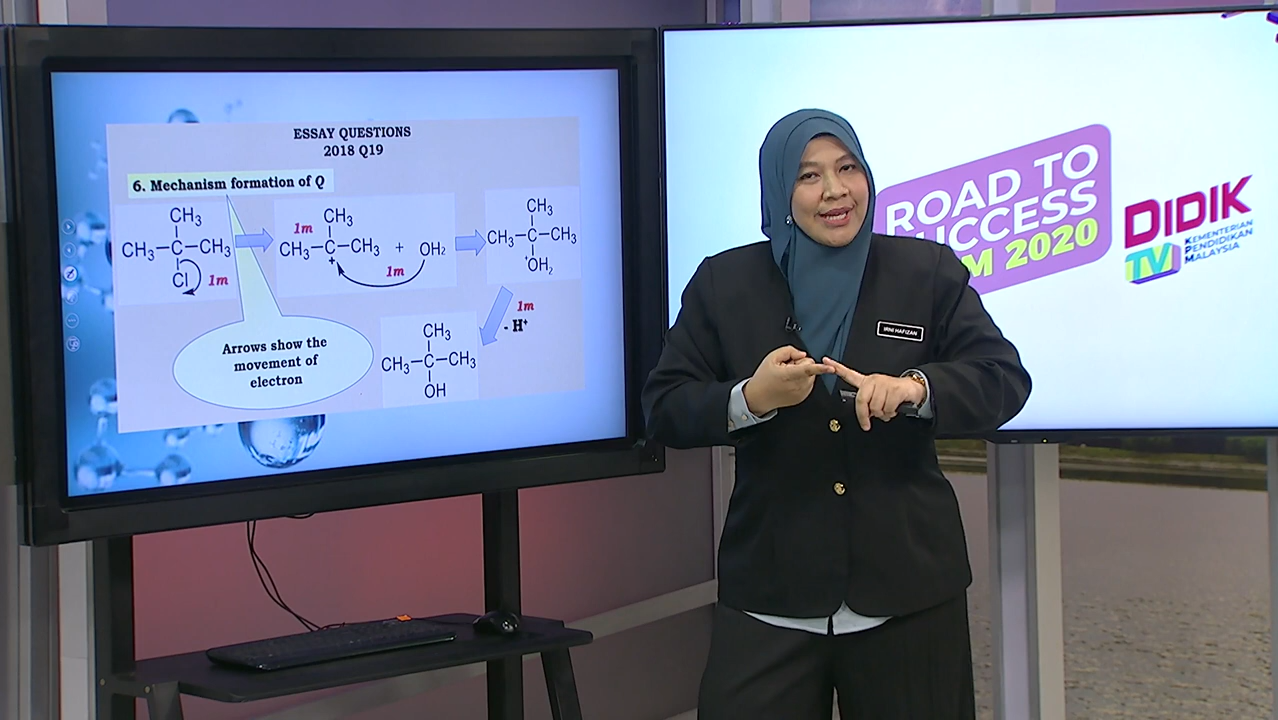 ESSAY QUESTIONS
2018 Q19
6. Mechanism formation of Q
CH3
CH3–C–CH3
Cl
1m
1m
CH3
CH3–C–CH3 + OH2
+
1m
CH3
CH3–C–CH3
+OH2
1m
- H+
CH3
CH3–C–CH3
OH
Arrows show the
movement of
electron
ROAD TO
M 2020
DIDIK
TV
KEMENTERIAN
PENDIDIKAN
MALAYSIA
IRNI HAFIZAN